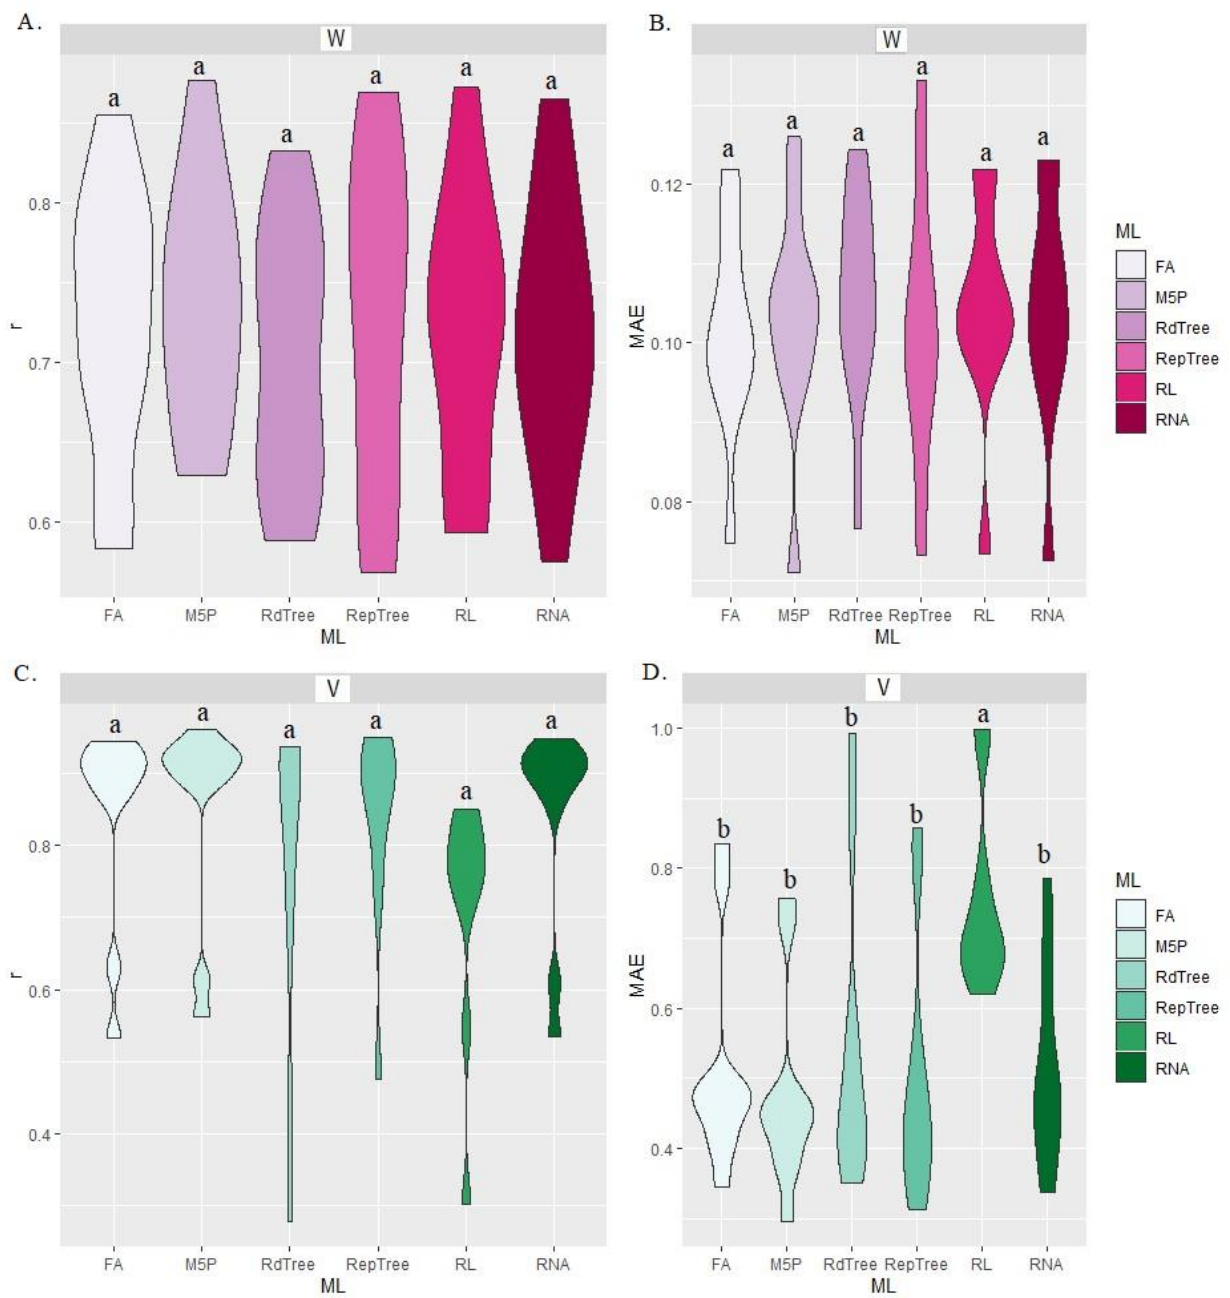 A.
W
a a a a a a
r
0.8
0.7
0.6
FA M5P RdTree RepTree RL RNA
ML
B.
W
a a a a a a
MAE
0.12
0.10
0.08
FA M5P RdTree RepTree RL RNA
ML
ML
FA
M5P
RdTree
RepTree
RL
RNA
C.
V
a a a a a a
r
0.8
0.6
0.4
FA M5P RdTree RepTree RL RNA
ML
D.
V
b b b b a b
MAE
1.0
0.8
0.6
0.4
FA M5P RdTree RepTree RL RNA
ML
ML
FA
M5P
RdTree
RepTree
RL
RNA